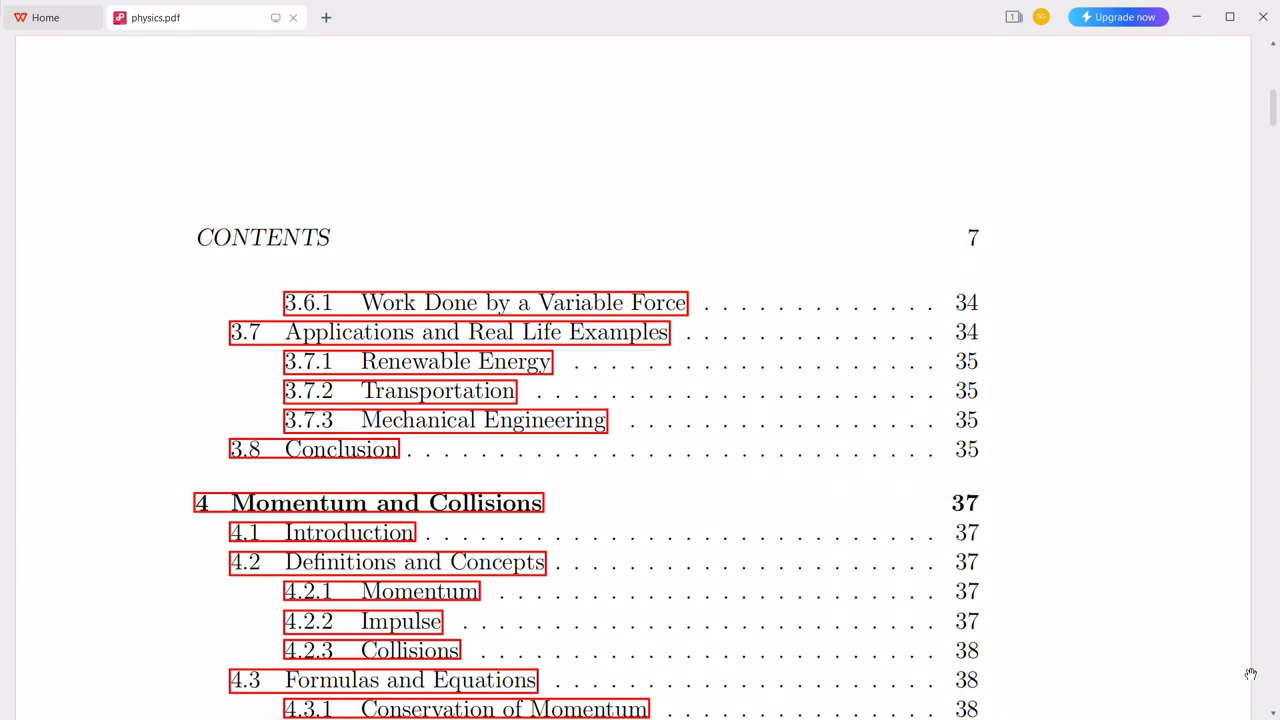 Home
physics.pdf
1
SG
Upgrade now
CONTENTS 7
3.6.1 Work Done by a Variable Force . . . . . . . . . . . . . 34
3.7 Applications and Real Life Examples . . . . . . . . . . . . . 34
3.7.1 Renewable Energy . . . . . . . . . . . . . . . . . . 35
3.7.2 Transportation . . . . . . . . . . . . . . . . . . . . 35
3.7.3 Mechanical Engineering . . . . . . . . . . . . . . . 35
3.8 Conclusion . . . . . . . . . . . . . . . . . . . . . . . . . 35
4 Momentum and Collisions 37
4.1 Introduction . . . . . . . . . . . . . . . . . . . . . . . . 37
4.2 Definitions and Concepts . . . . . . . . . . . . . . . . . . 37
4.2.1 Momentum . . . . . . . . . . . . . . . . . . . . . 37
4.2.2 Impulse . . . . . . . . . . . . . . . . . . . . . . . 37
4.2.3 Collisions . . . . . . . . . . . . . . . . . . . . . . 38
4.3 Formulas and Equations . . . . . . . . . . . . . . . . . . 38
4.3.1 Conservation of Momentum . . . . . . . . . . . . . 38